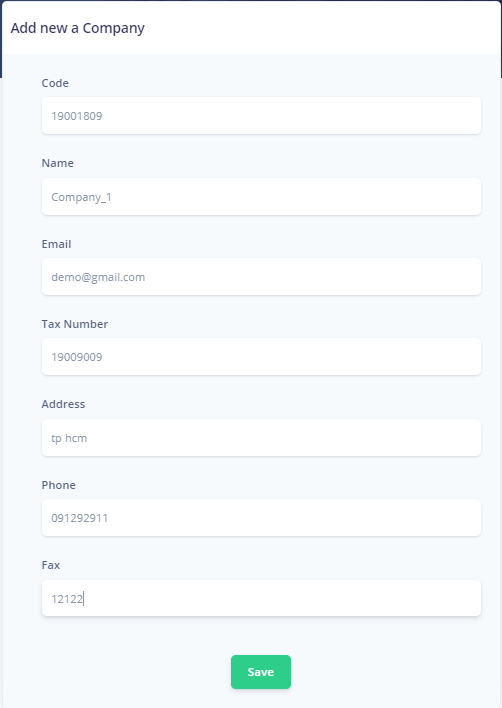 Add new a Company
Code
19001809
Name
Company_1
Email
demo@gmail.com
Tax Number
19009009
Address
tp hcm
Phone
091292911
Fax
12122
Save